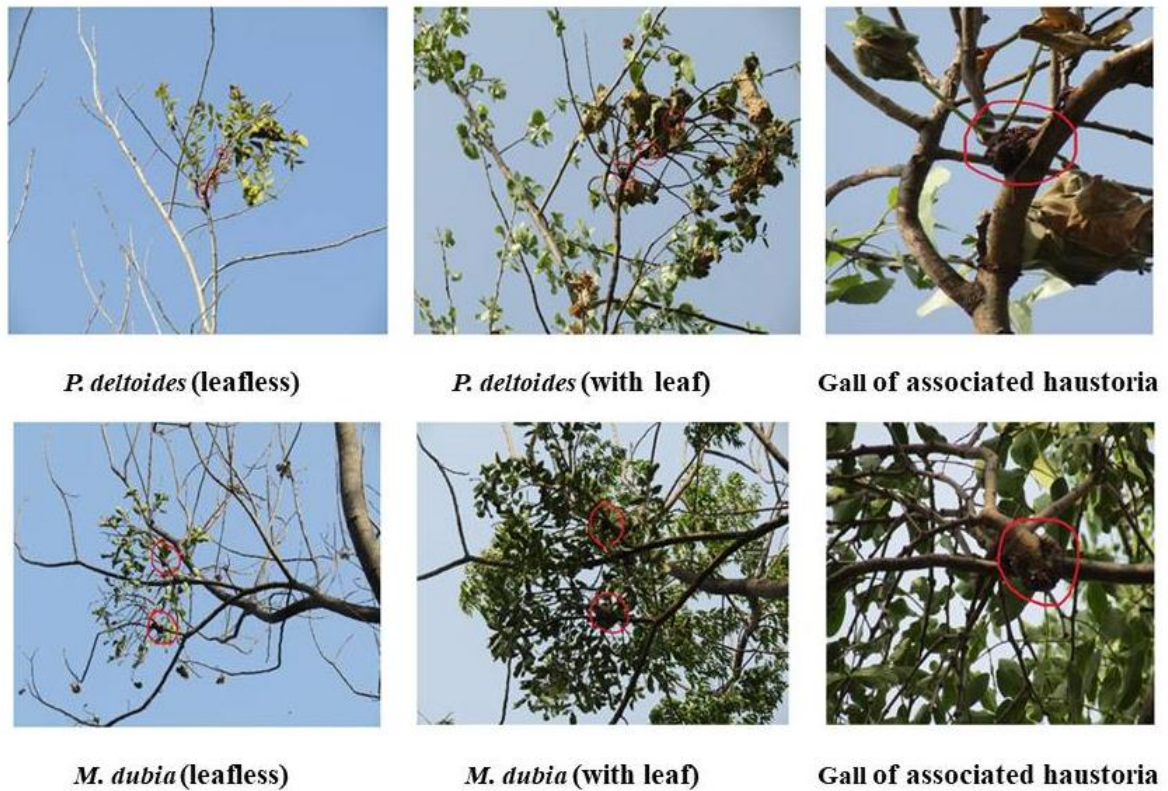 P. deltoides (leafless)
P. deltoides (with leaf)
Gall of associated haustoria
M. dubia (leafless)
M. dubia (with leaf)
Gall of associated haustoria